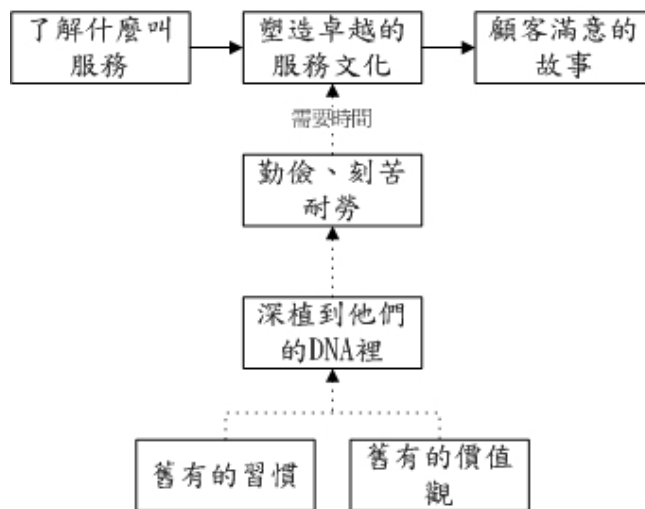 了解什麼叫
服務
塑造卓越的
服務文化
顧客滿意的
故事
需要時間
勤儉、刻苦
耐勞
深植到他們
的DNA裡
舊有的習慣
舊有的價值
觀